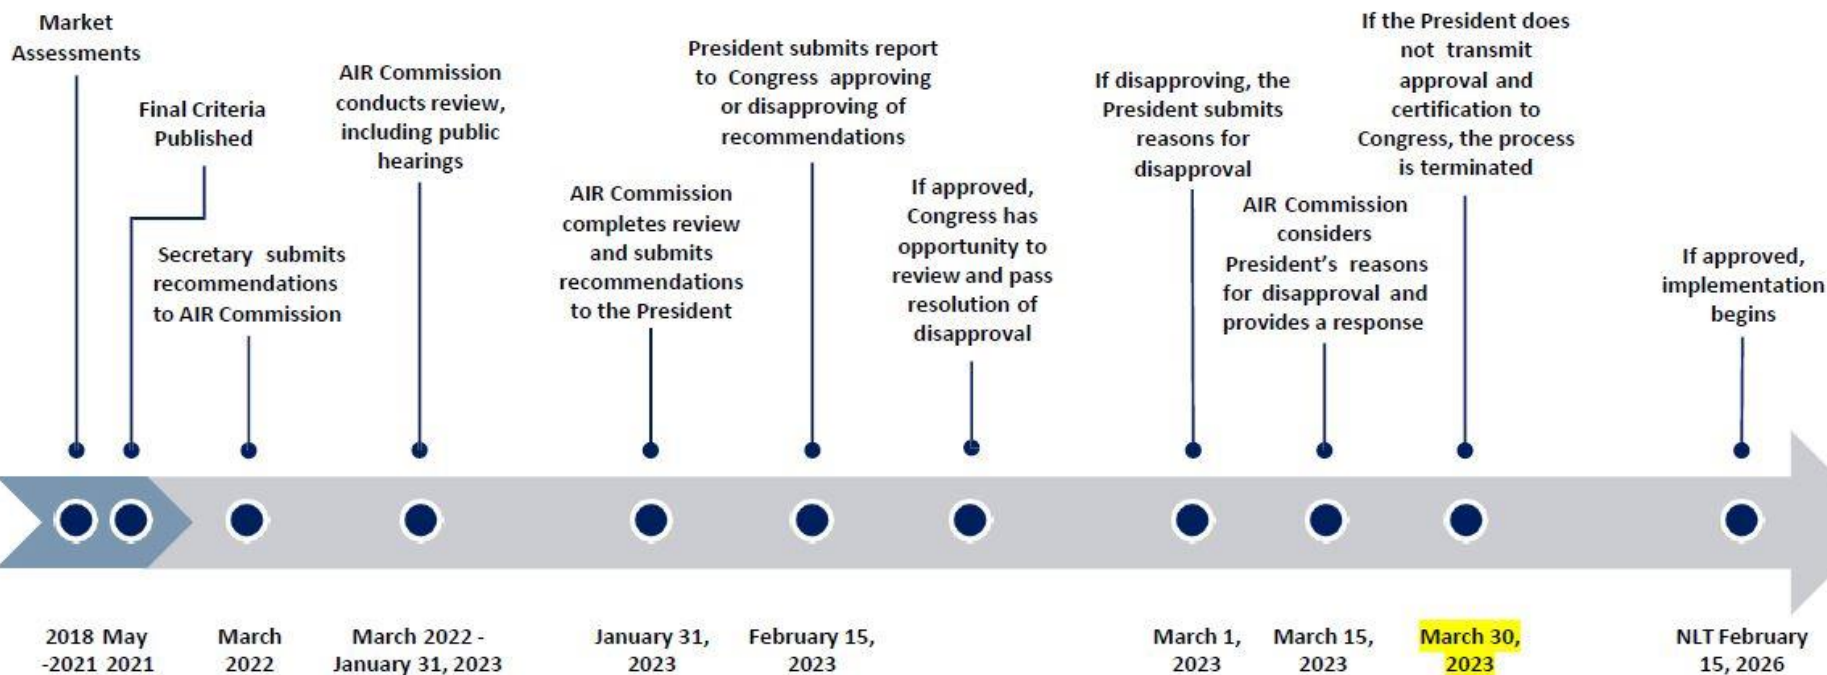 Market
Assessments
Final Criteria
Published
Secretary submits
recommendations
to AIR Commission
AIR Commission
conducts review,
including public
hearings
AIR Commission
completes review
and submits
recommendations
to the President
President submits report
to Congress approving
or disapproving of
recommendations
If approved,
Congress has
opportunity to
review and pass
resolution of
disapproval
If disapproving, the
President submits
reasons for
disapproval
AIR Commission
considers
President’s reasons
for disapproval and
provides a response
If the President does
not transmit
approval and
certification to
Congress, the process
is terminated
If approved,
implementation
begins
2018 May
-2021 2021
March
2022
March 2022 -
January 31, 2023
January 31,
2023
February 15,
2023
March 1,
2023
March 15,
2023
March 30,
2023
NLT February
15, 2026